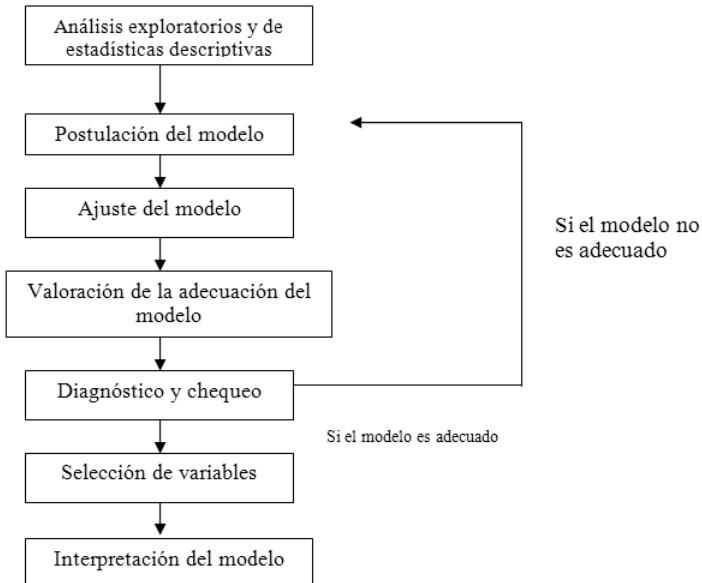 Análisis exploratorios y de
estadísticas descriptivas
Postulación del modelo
Ajuste del modelo
Si el modelo no
es adecuado
Valoración de la adecuación del
modelo
Diagnóstico y chequeo
Si el modelo es adecuado
Selección de variables
Interpretación del modelo